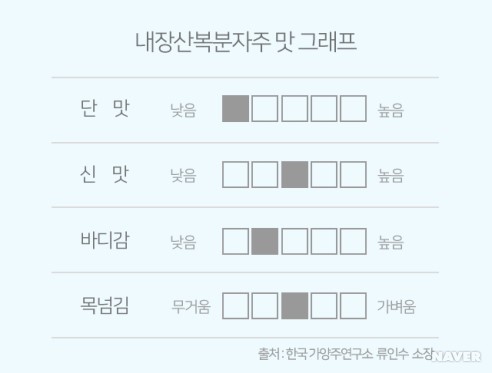 내장산복분자주 맛 그래프
단 맛 낮음 높음
신 맛 낮음 높음
바디감 낮음 높음
목넘김 무거움 가벼움
출처 : 한국 가양주연구소 류인수 소장
NAVER